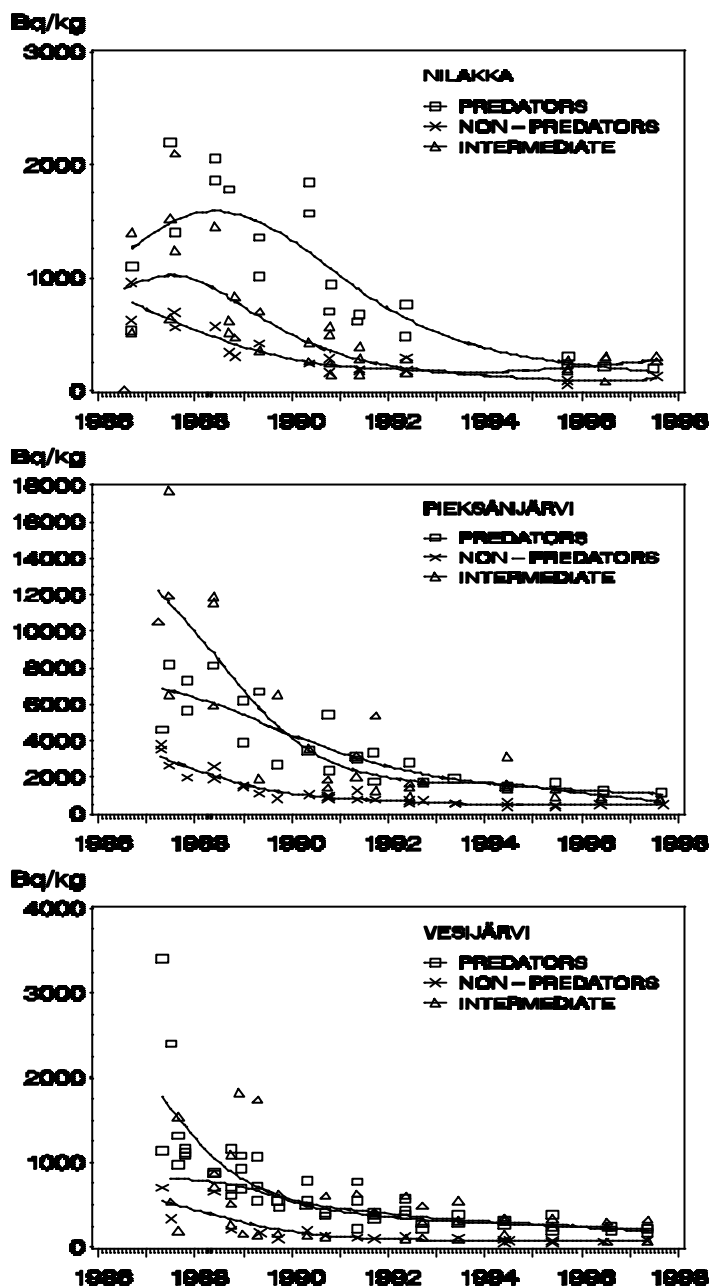 Bq/kg
3000
NILAKKA
PREDATORS
NON-PREDATORS
2000
INTERMEDIATE
1000
0
1986 1988 1990 1992 1994 1996 1998
Bq/kg
18000
PIEKSÄNJÄRVI
16000
PREDATORS
14000
NON-PREDATORS
INTERMEDIATE
12000
10000
8000
6000
4000
2000
0
1986 1988 1990 1992 1994 1996 1998
Bq/kg
4000
VESIJÄRVI
PREDATORS
NON-PREDATORS
3000
INTERMEDIATE
2000
1000
0
1986 1988 1990 1992 1994 1996 1998